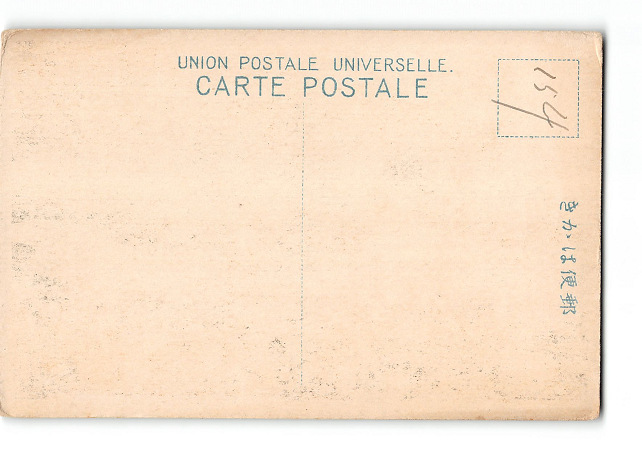 UNION POSTALE UNIVERSELLE.
CARTE POSTALE
154
きかは便郵